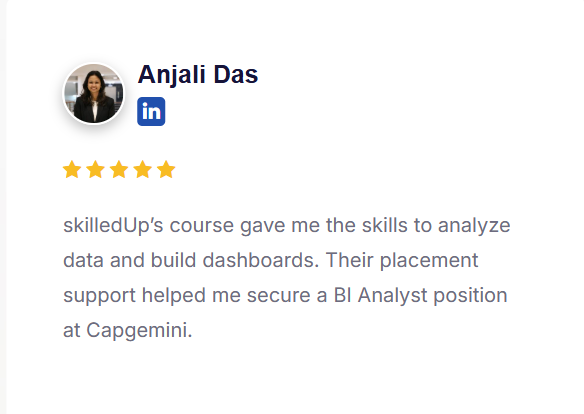 Anjali Das
in
skilledUp’s course gave me the skills to analyze
data and build dashboards. Their placement
support helped me secure a BI Analyst position
at Capgemini.